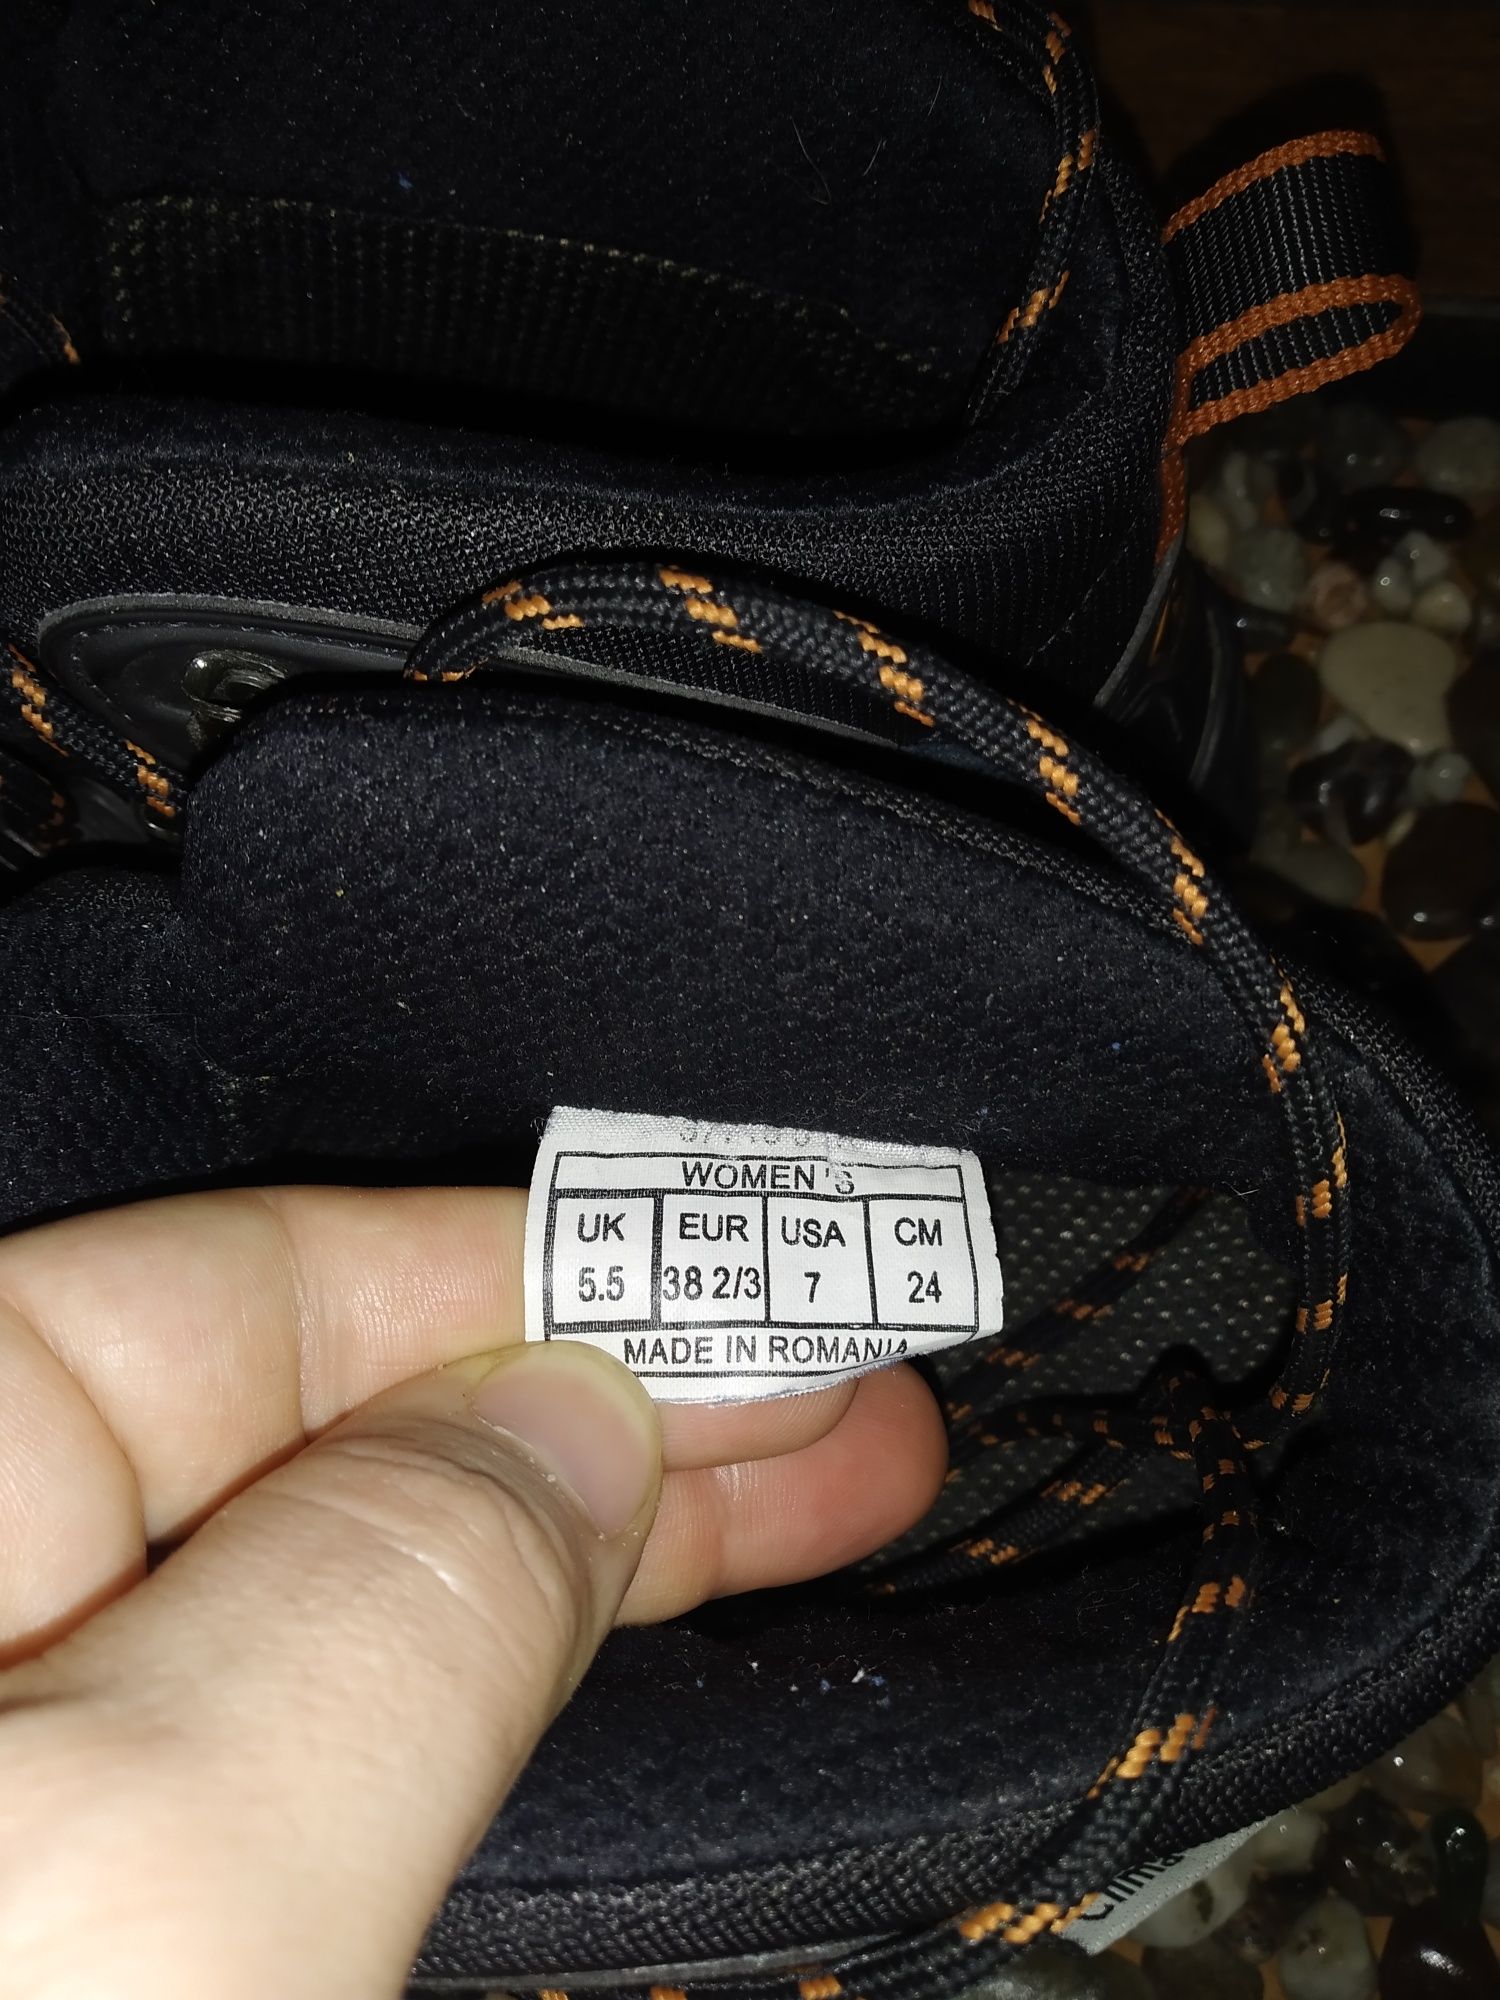 WOMEN'S
UK EUR USA CM
5.5 38 2/3 7 24
MADE IN ROMANIA